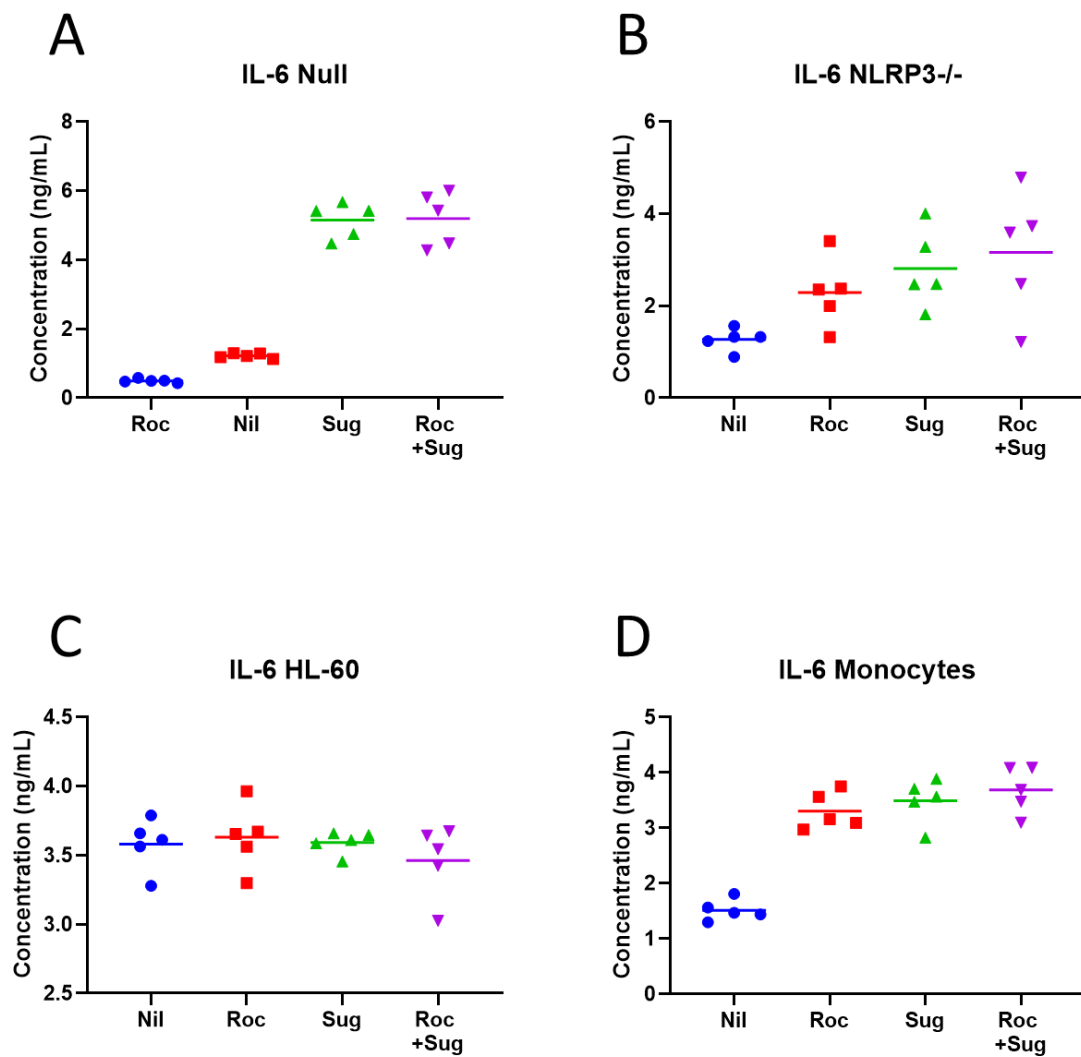 A
IL-6 Null
Concentration (ng/mL)
8
6
4
2
0
Roc
Nil
Sug
Roc
+Sug
B
IL-6 NLRP3-/-
Concentration (ng/mL)
6
4
2
0
Nil
Roc
Sug
Roc
+Sug
C
IL-6 HL-60
Concentration (ng/mL)
4.5
4.0
3.5
3.0
2.5
Nil
Roc
Sug
Roc
+Sug
D
IL-6 Monocytes
Concentration (ng/mL)
5
4
3
2
1
0
Nil
Roc
Sug
Roc
+Sug